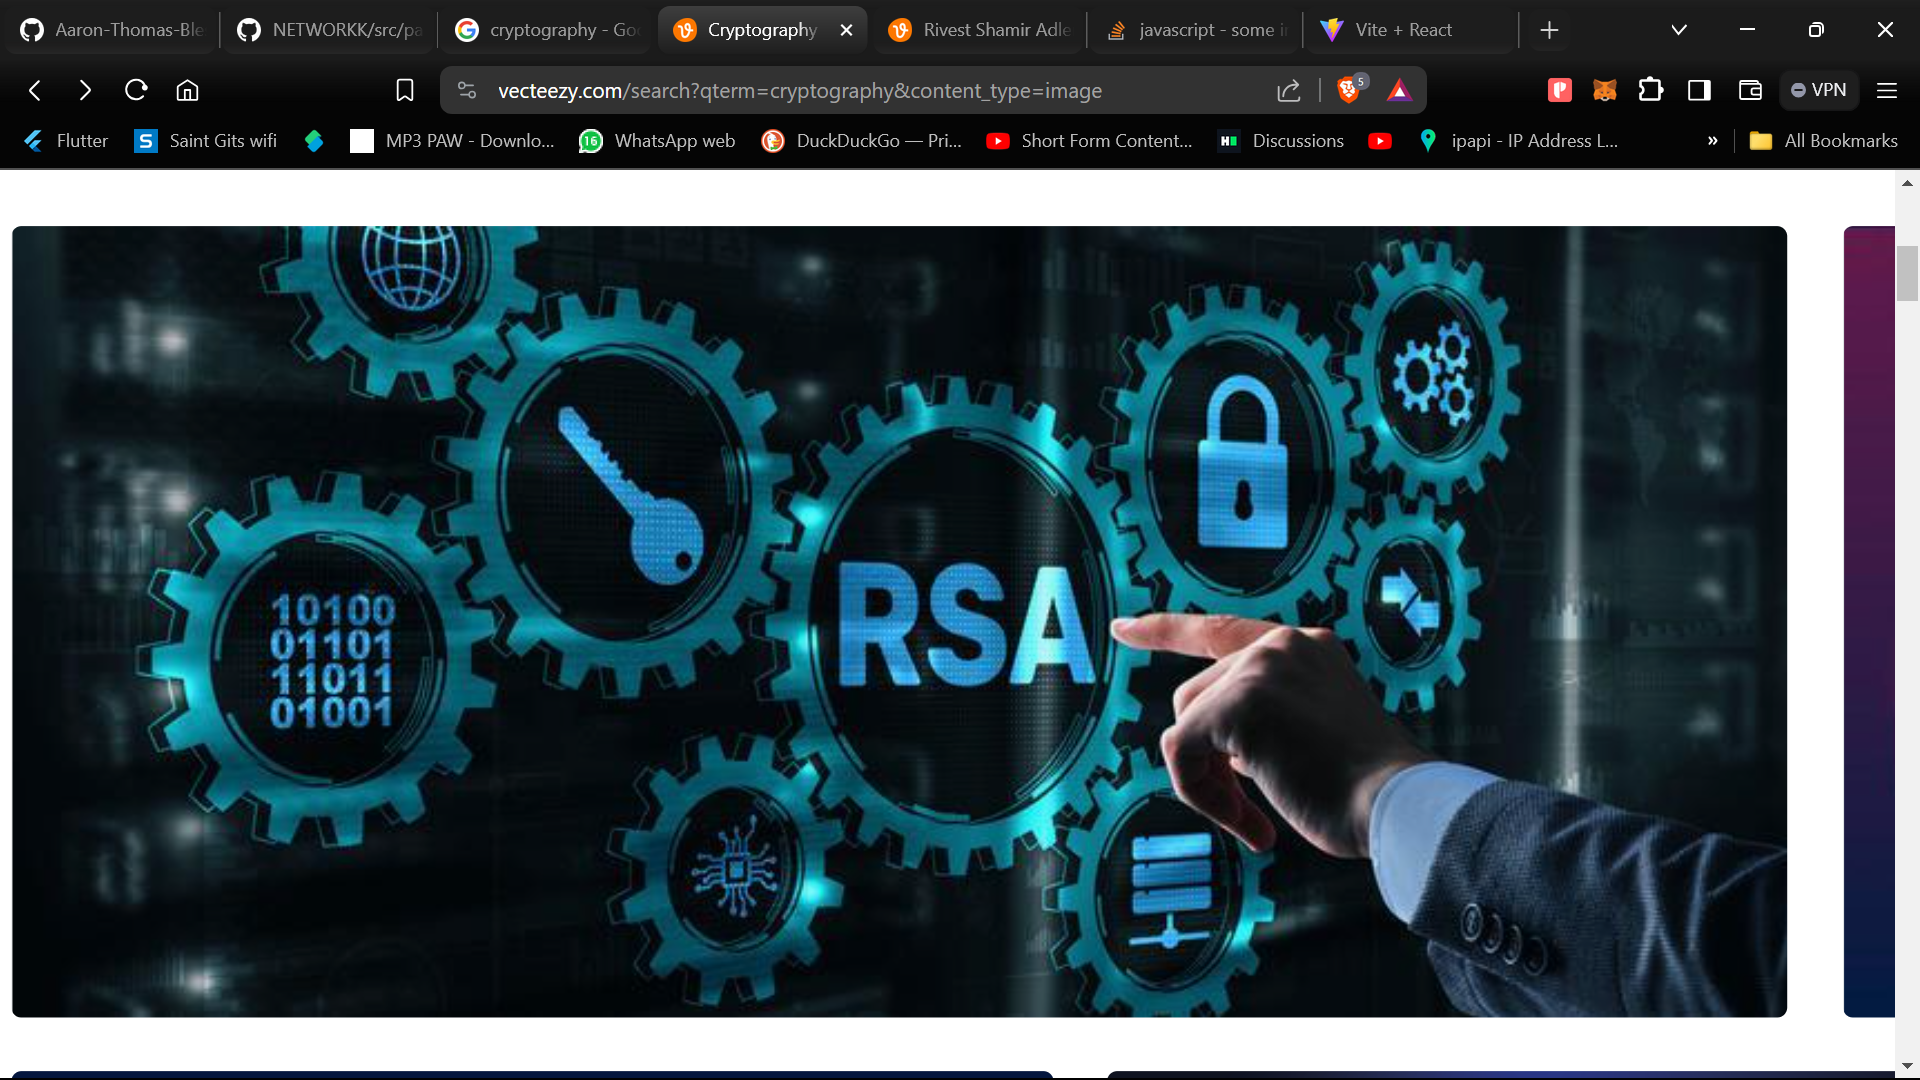 Aaron-Thomas-Ble
NETWORKK/src/pa
cryptography - Goo
Cryptography
Rivest Shamir Adle
javascript - some i
Vite + React
vecteezy.com/search?qterm=cryptography&content_type=image
5
VPN
Flutter
S
Saint Gits wifi
MP3 PAW - Downlo...
16
WhatsApp web
DuckDuckGo — Pri...
Short Form Content...
Discussions
ipapi - IP Address L...
»
All Bookmarks
RSA
10100
01101
11011
01001